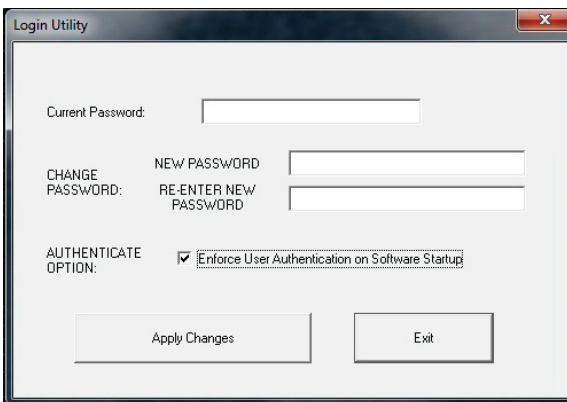 Login Utility
x
Current Password:
CHANGE
PASSWORD:
NEW PASSWORD
RE-ENTER NEW
PASSWORD
AUTHENTICATE
OPTION:
Enforce User Authentication on Software Startup
Apply Changes
Exit